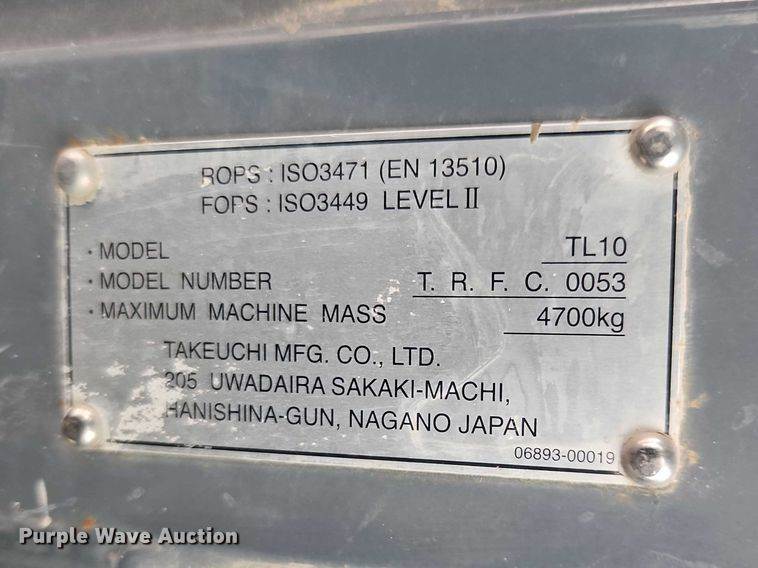 ROPS : ISO3471 (EN 13510)
FOPS : ISO3449 LEVEL II
· MODEL TL10
· MODEL NUMBER T. R. F. C. 0053
· MAXIMUM MACHINE MASS 4700kg
TAKEUCHI MFG. CO., LTD.
205 UWADAIRA SAKAKI-MACHI,
HANISHINA-GUN, NAGANO JAPAN
06893-00019
Purple Wave Auction